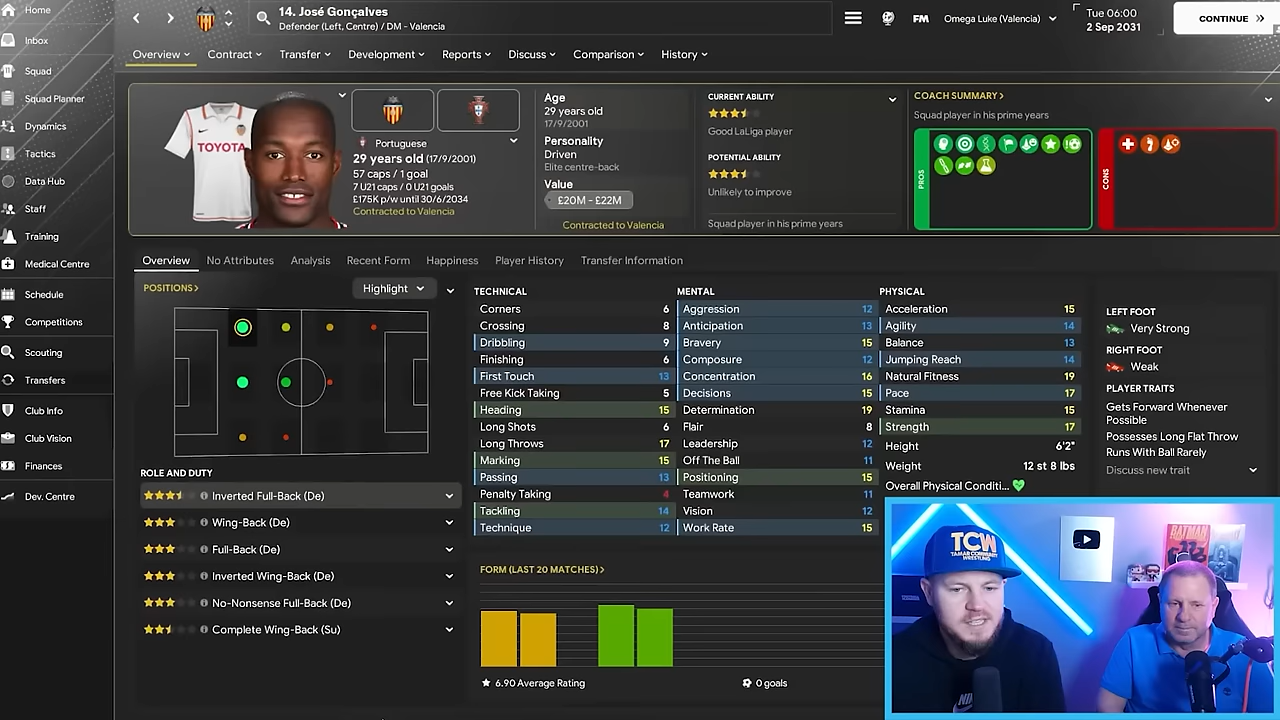 Home
Inbox
Squad
Squad Planner
Dynamics
Tactics
Data Hub
Staff
Training
Medical Centre
Schedule
Competitions
Scouting
Transfers
Club Info
Club Vision
Finances
Dev. Centre
14. José Gonçalves
Defender (Left, Centre) / DM - Valencia
FM
Omega Luke (Valencia)
Tue 06:00
2 Sep 2031
CONTINUE
Overview
Contract
Transfer
Development
Reports
Discuss
Comparison
History
TOYOTA
Portuguese
29 years old (17/9/2001)
57 caps / 1 goal
7 U21 caps / 0 U21 goals
£175K p/w until 30/6/2034
Contracted to Valencia
Age
29 years old
17/9/2001
Personality
Driven
Elite centre-back
Value
£20M - £22M
Contracted to Valencia
CURRENT ABILITY
Good LaLiga player
POTENTIAL ABILITY
Unlikely to improve
Squad player in his prime years
COACH SUMMARY >
Squad player in his prime years
PROS
CONS
Overview
No Attributes
Analysis
Recent Form
Happiness
Player History
Transfer Information
POSITIONS >
Highlight
ROLE AND DUTY
Inverted Full-Back (De)
Wing-Back (De)
Full-Back (De)
Inverted Wing-Back (De)
No-Nonsense Full-Back (De)
Complete Wing-Back (Su)
TECHNICAL
Corners 6
Crossing 8
Dribbling 9
Finishing 6
First Touch 13
Free Kick Taking 5
Heading 15
Long Shots 6
Long Throws 17
Marking 15
Passing 13
Penalty Taking 4
Tackling 14
Technique 12
MENTAL
Aggression 12
Anticipation 13
Bravery 15
Composure 12
Concentration 16
Decisions 15
Determination 19
Flair 8
Leadership 12
Off The Ball 11
Positioning 15
Teamwork 11
Vision 12
Work Rate 15
PHYSICAL
Acceleration 15
Agility 14
Balance 13
Jumping Reach 14
Natural Fitness 19
Pace 17
Stamina 15
Strength 17
Height 6'2"
Weight 12 st 8 lbs
Overall Physical Conditi...
LEFT FOOT
Very Strong
RIGHT FOOT
Weak
PLAYER TRAITS
Gets Forward Whenever
Possible
Possesses Long Flat Throw
Runs With Ball Rarely
Discuss new trait
FORM (LAST 20 MATCHES) >
6.90 Average Rating
0 goals
TCW
TAMAR COMMUNITY
WRESTLING
BATMAN
NIKE